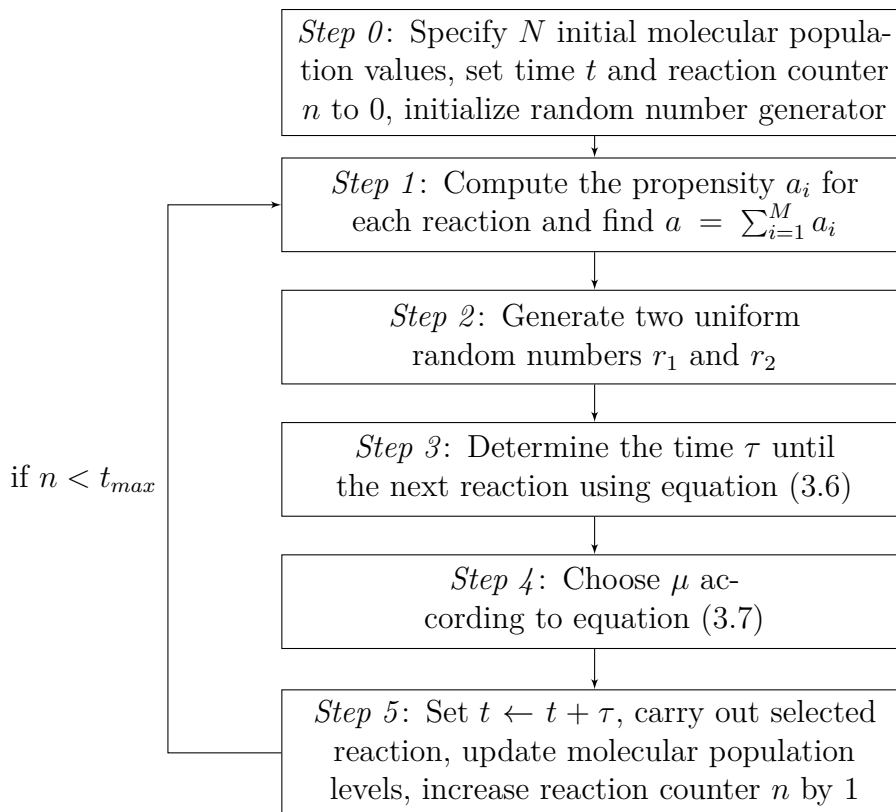 Step 0: Specify N initial molecular popula-
tion values, set time t and reaction counter
n to 0, initialize random number generator
Step 1: Compute the propensity a_i for
each reaction and find a = ∑_{i=1}^{M} a_i
Step 2: Generate two uniform
random numbers r_1 and r_2
Step 3: Determine the time τ until
the next reaction using equation (3.6)
if n < t_{max}
Step 4: Choose μ ac-
cording to equation (3.7)
Step 5: Set t ← t + τ, carry out selected
reaction, update molecular population
levels, increase reaction counter n by 1